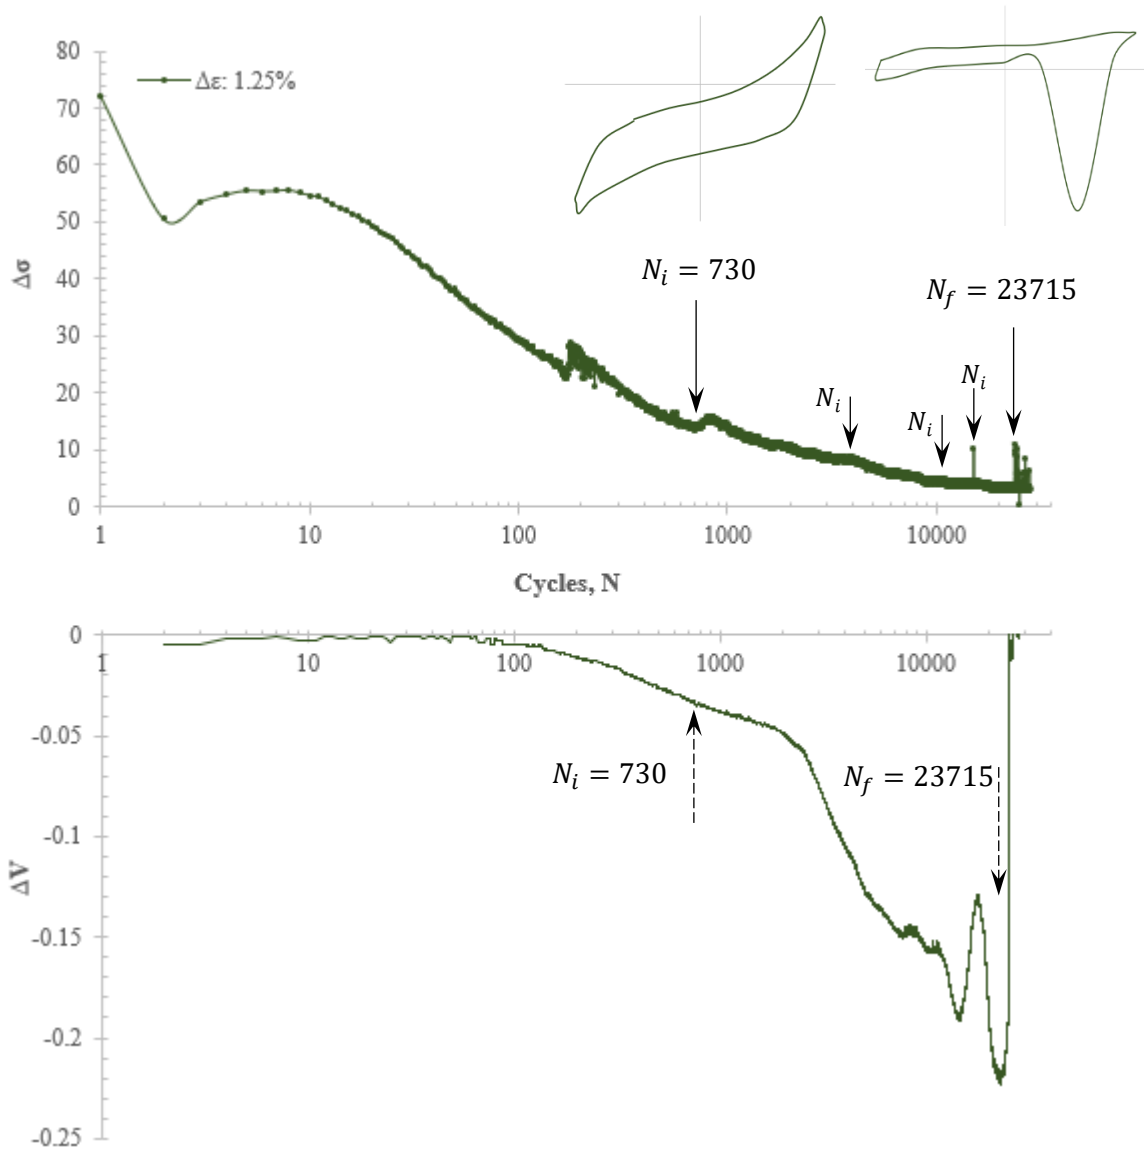 80
Δε: 1.25%
70
60
50
40
30
20
10
0
Δσ
N_i = 730
N_f = 23715
N_i
N_i
N_i
1 10 100 1000 10000
Cycles, N
0
1 10 100 1000 10000
-0.05
-0.1
-0.15
-0.2
-0.25
ΔV
N_i = 730
N_f = 23715